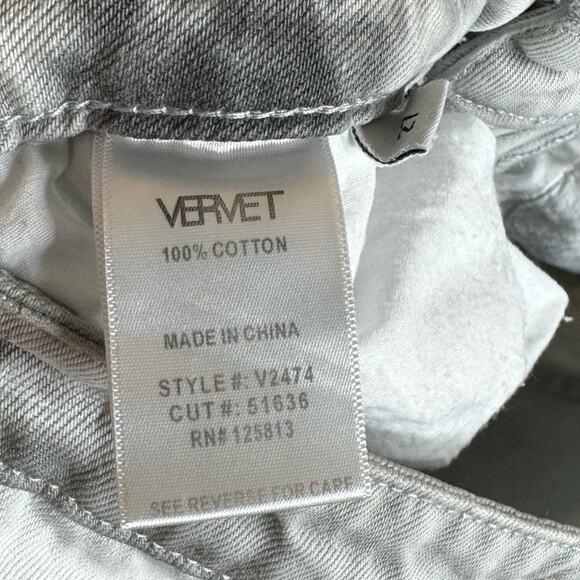 VERVET
100% COTTON
MADE IN CHINA
STYLE #: V2474
CUT #: 51636
RN# 125813
SEE REVERSE FOR CARE